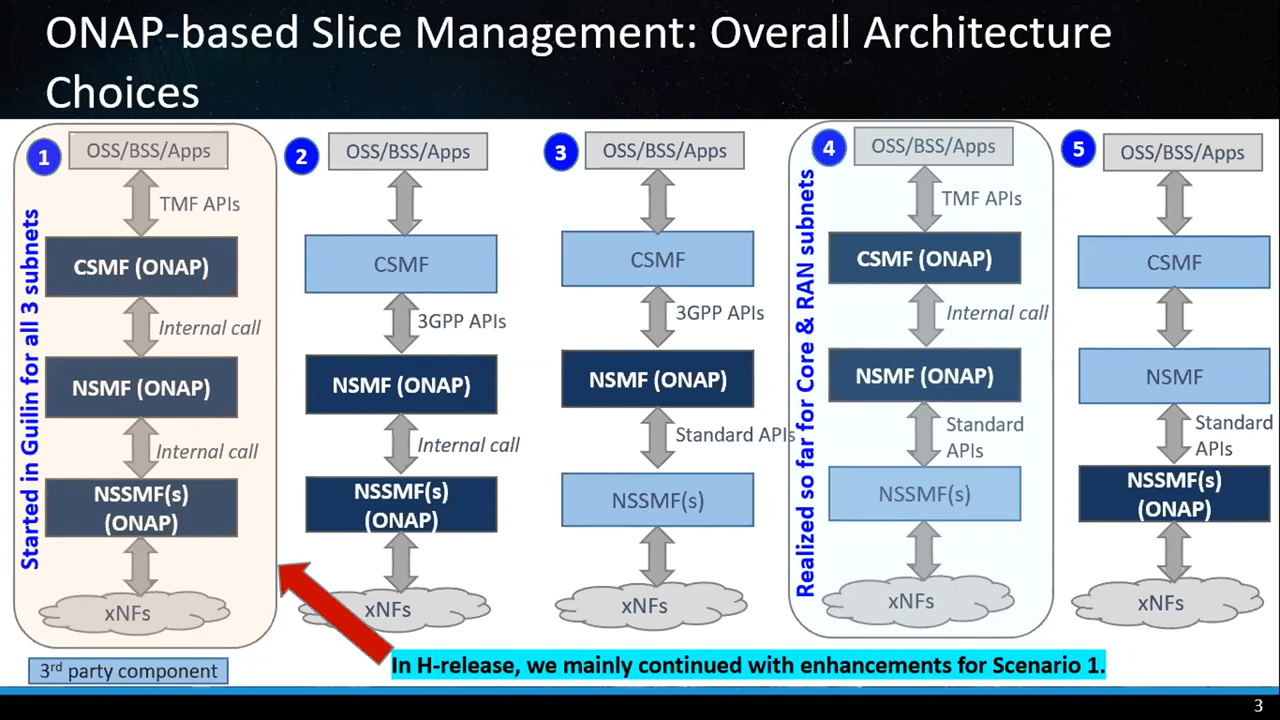 ONAP-based Slice Management: Overall Architecture
Choices
1
OSS/BSS/Apps
TMF APIs
CSMF (ONAP)
Internal call
NSMF (ONAP)
Internal call
NSSMF(s)
(ONAP)
xNFs
Started in Guilin for all 3 subnets
2
OSS/BSS/Apps
CSMF
3GPP APIs
NSMF (ONAP)
Internal call
NSSMF(s)
(ONAP)
xNFs
3
OSS/BSS/Apps
CSMF
3GPP APIs
NSMF (ONAP)
Standard APIs
NSSMF(s)
xNFs
4
OSS/BSS/Apps
TMF APIs
CSMF (ONAP)
Internal call
NSMF (ONAP)
Standard
APIs
NSSMF(s)
xNFs
Realized so far for Core & RAN subnets
5
OSS/BSS/Apps
CSMF
NSMF
Standard
APIs
NSSMF(s)
(ONAP)
xNFs
3rd party component
In H-release, we mainly continued with enhancements for Scenario 1.
3